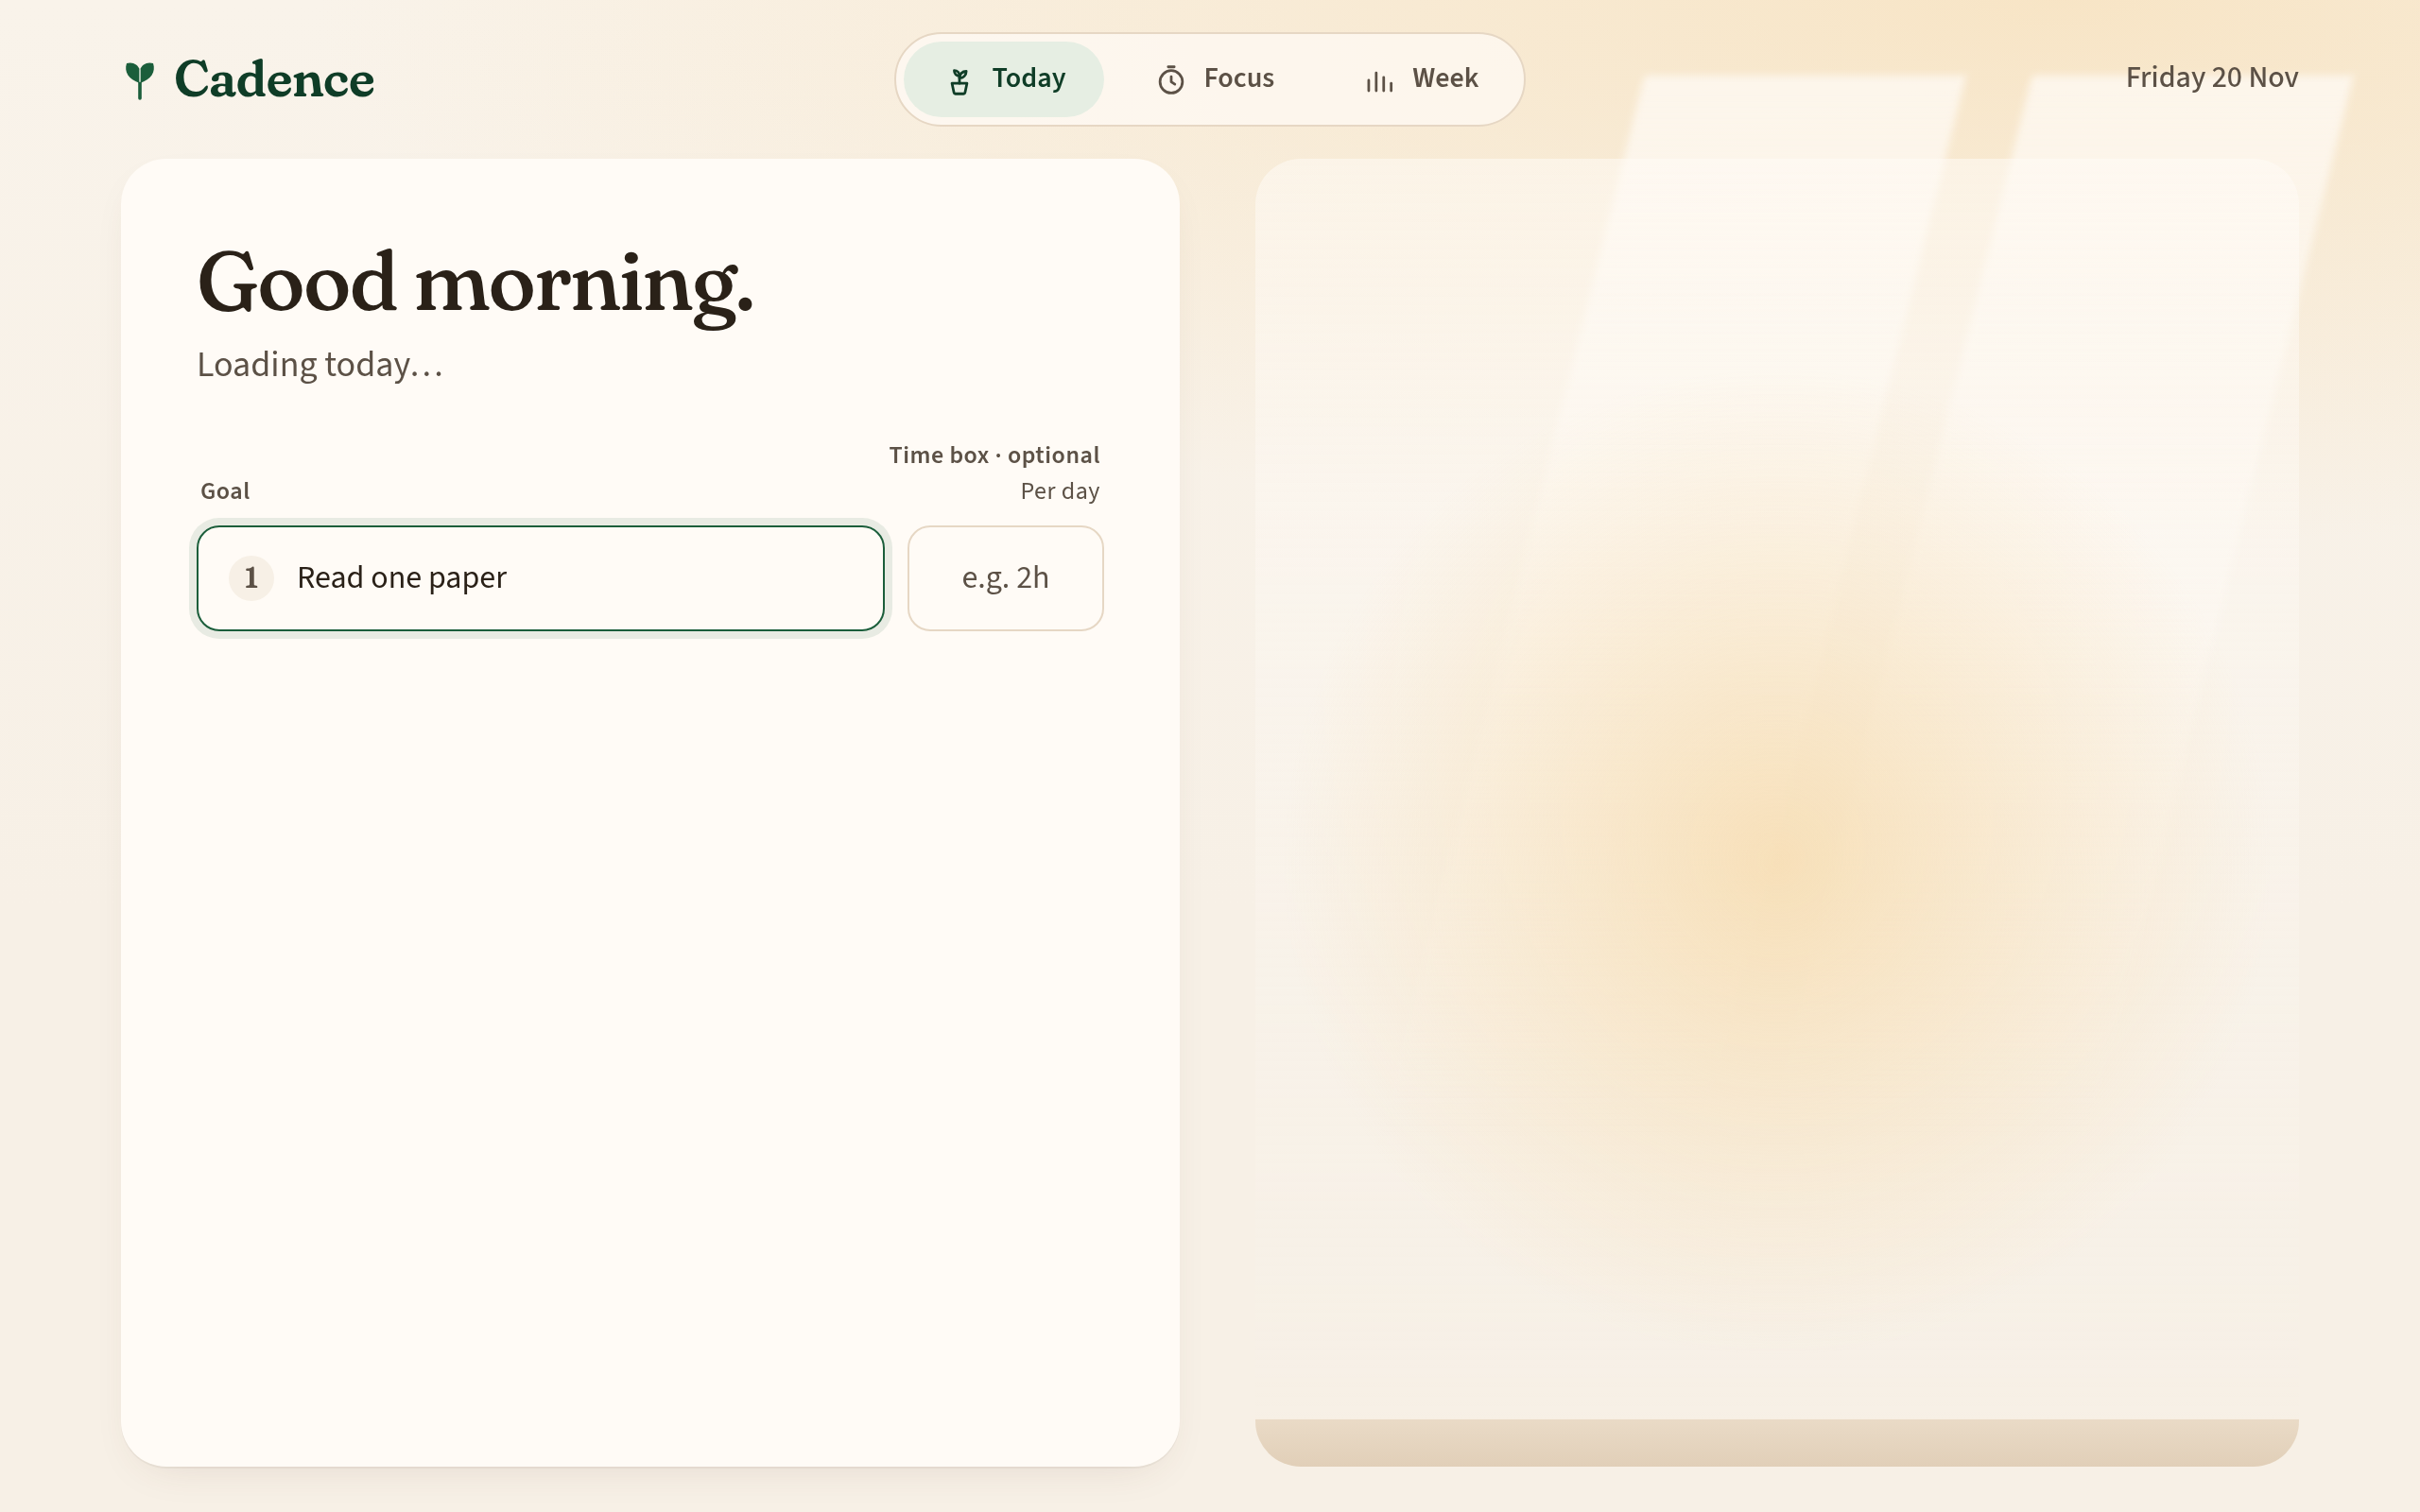 Cadence
Today
Focus
Week
Friday 20 Nov
Good morning.
Loading today…
Time box · optional
Goal
Per day
1 Read one paper
e.g. 2h